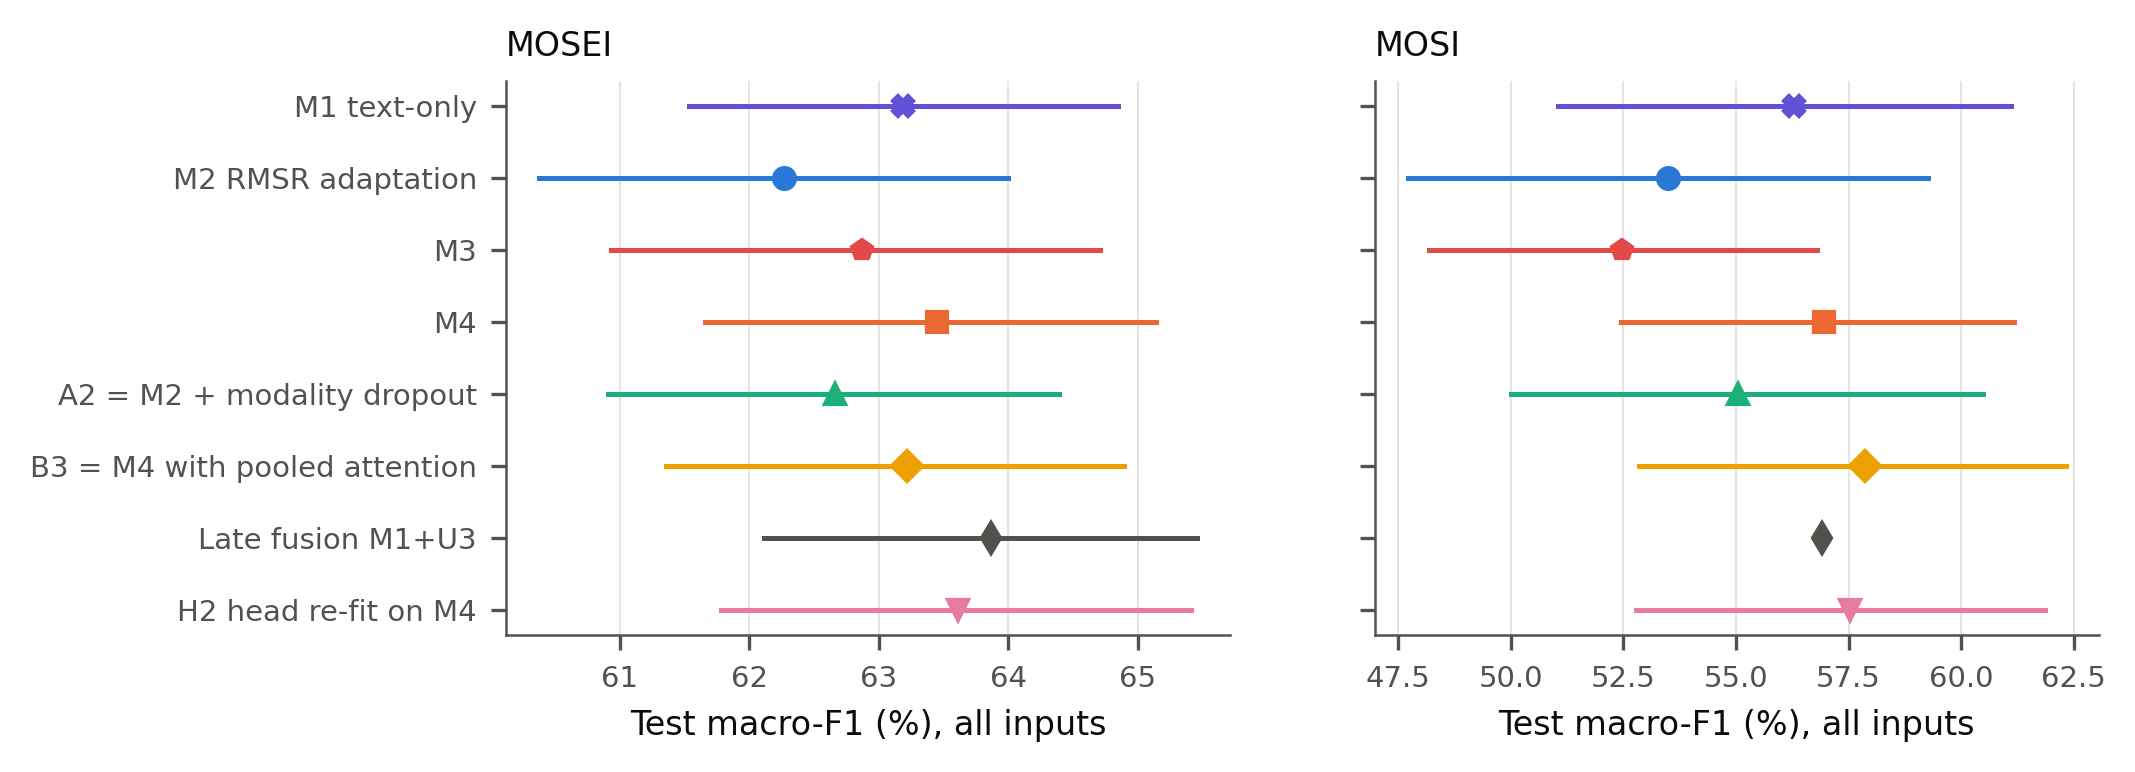 MOSEI
MOSI
M1 text-only
M2 RMSR adaptation
M3
M4
A2 = M2 + modality dropout
B3 = M4 with pooled attention
Late fusion M1+U3
H2 head re-fit on M4
61 62 63 64 65
47.5 50.0 52.5 55.0 57.5 60.0 62.5
Test macro-F1 (%), all inputs
Test macro-F1 (%), all inputs